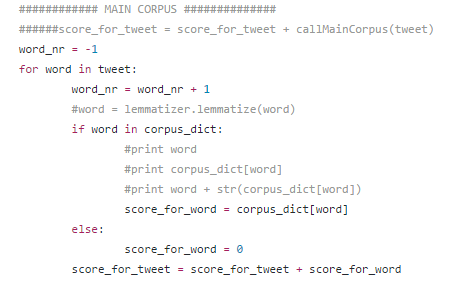 ############ MAIN CORPUS ##############
######score_for_tweet = score_for_tweet + callMainCorpus(tweet)
word_nr = -1
for word in tweet:
        word_nr = word_nr + 1
        #word = lemmatizer.lemmatize(word)
        if word in corpus_dict:
                #print word
                #print corpus_dict[word]
                #print word + str(corpus_dict[word])
                score_for_word = corpus_dict[word]
        else:
                score_for_word = 0
        score_for_tweet = score_for_tweet + score_for_word